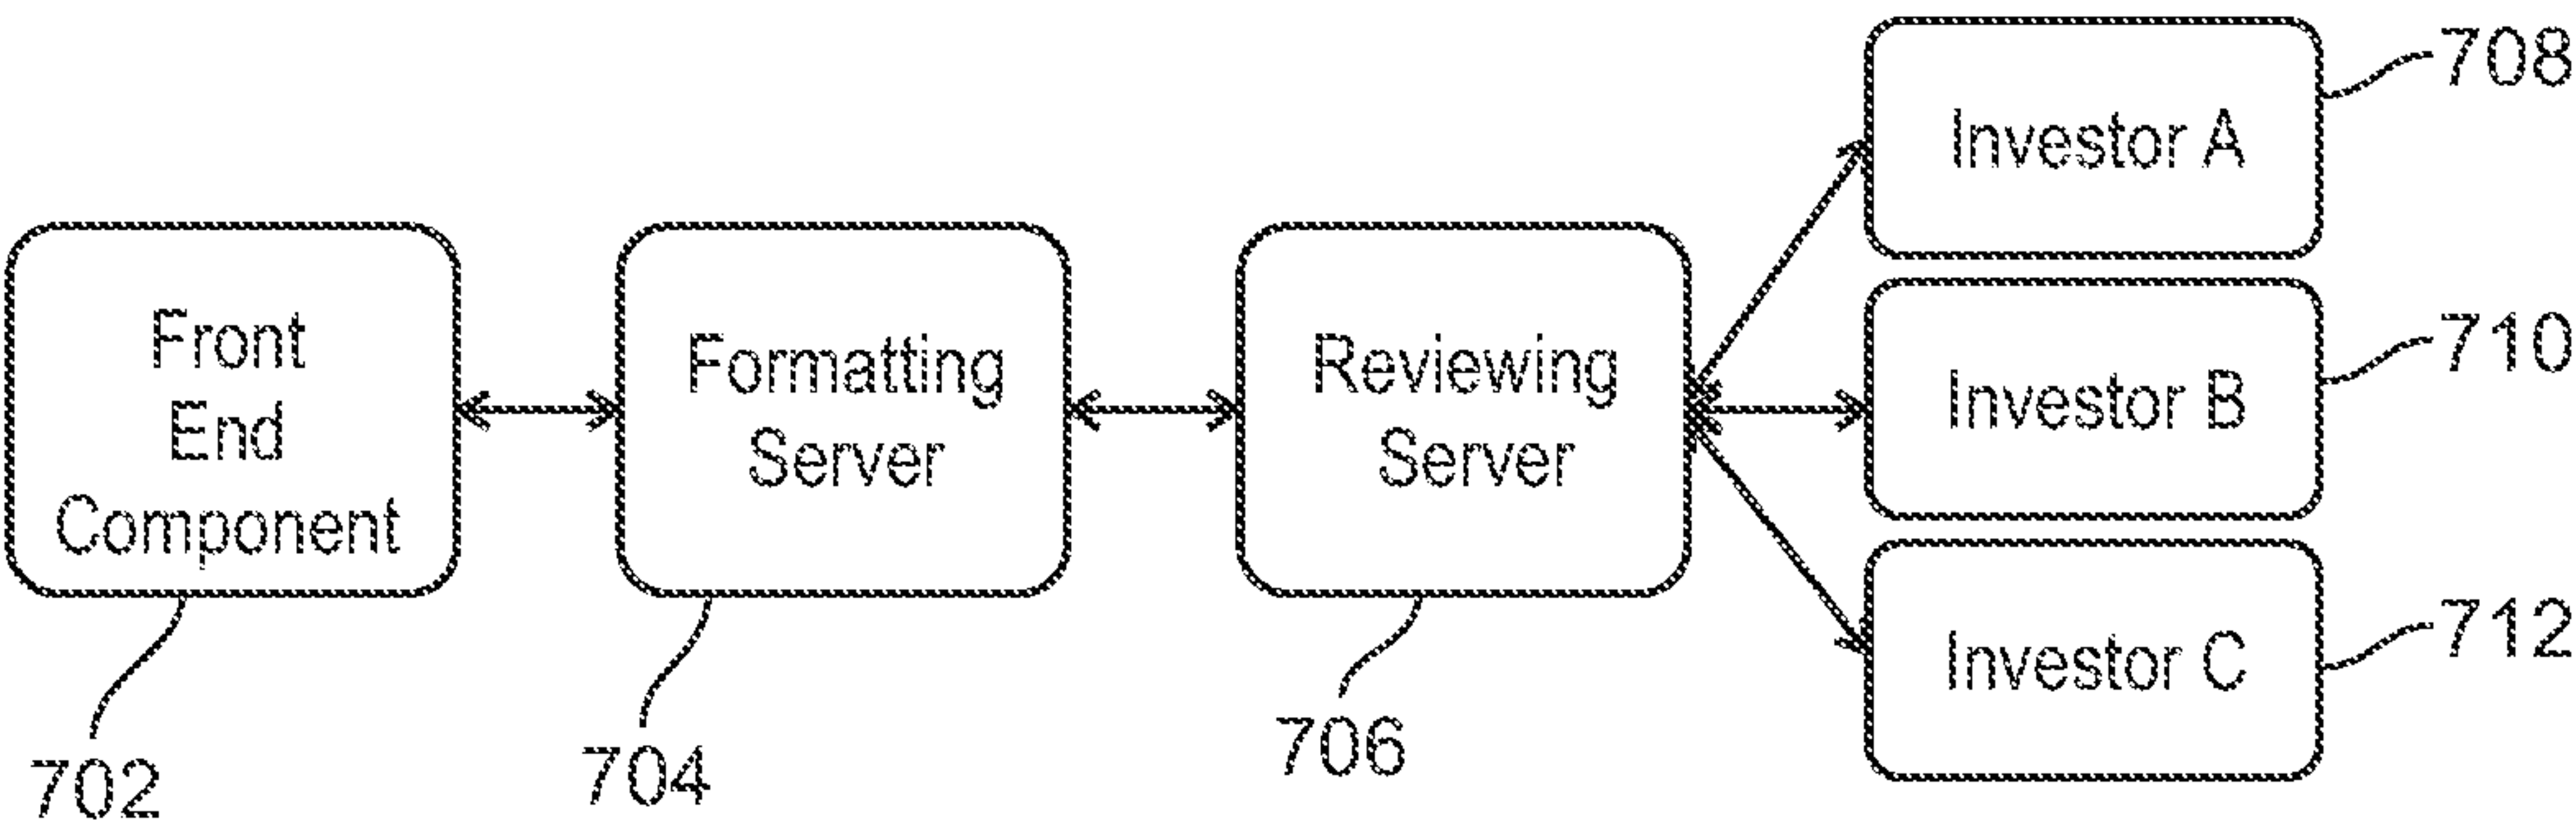 Front
End
Component
702
Formatting
Server
704
Reviewing
Server
706
Investor A
708
Investor B
710
Investor C
712